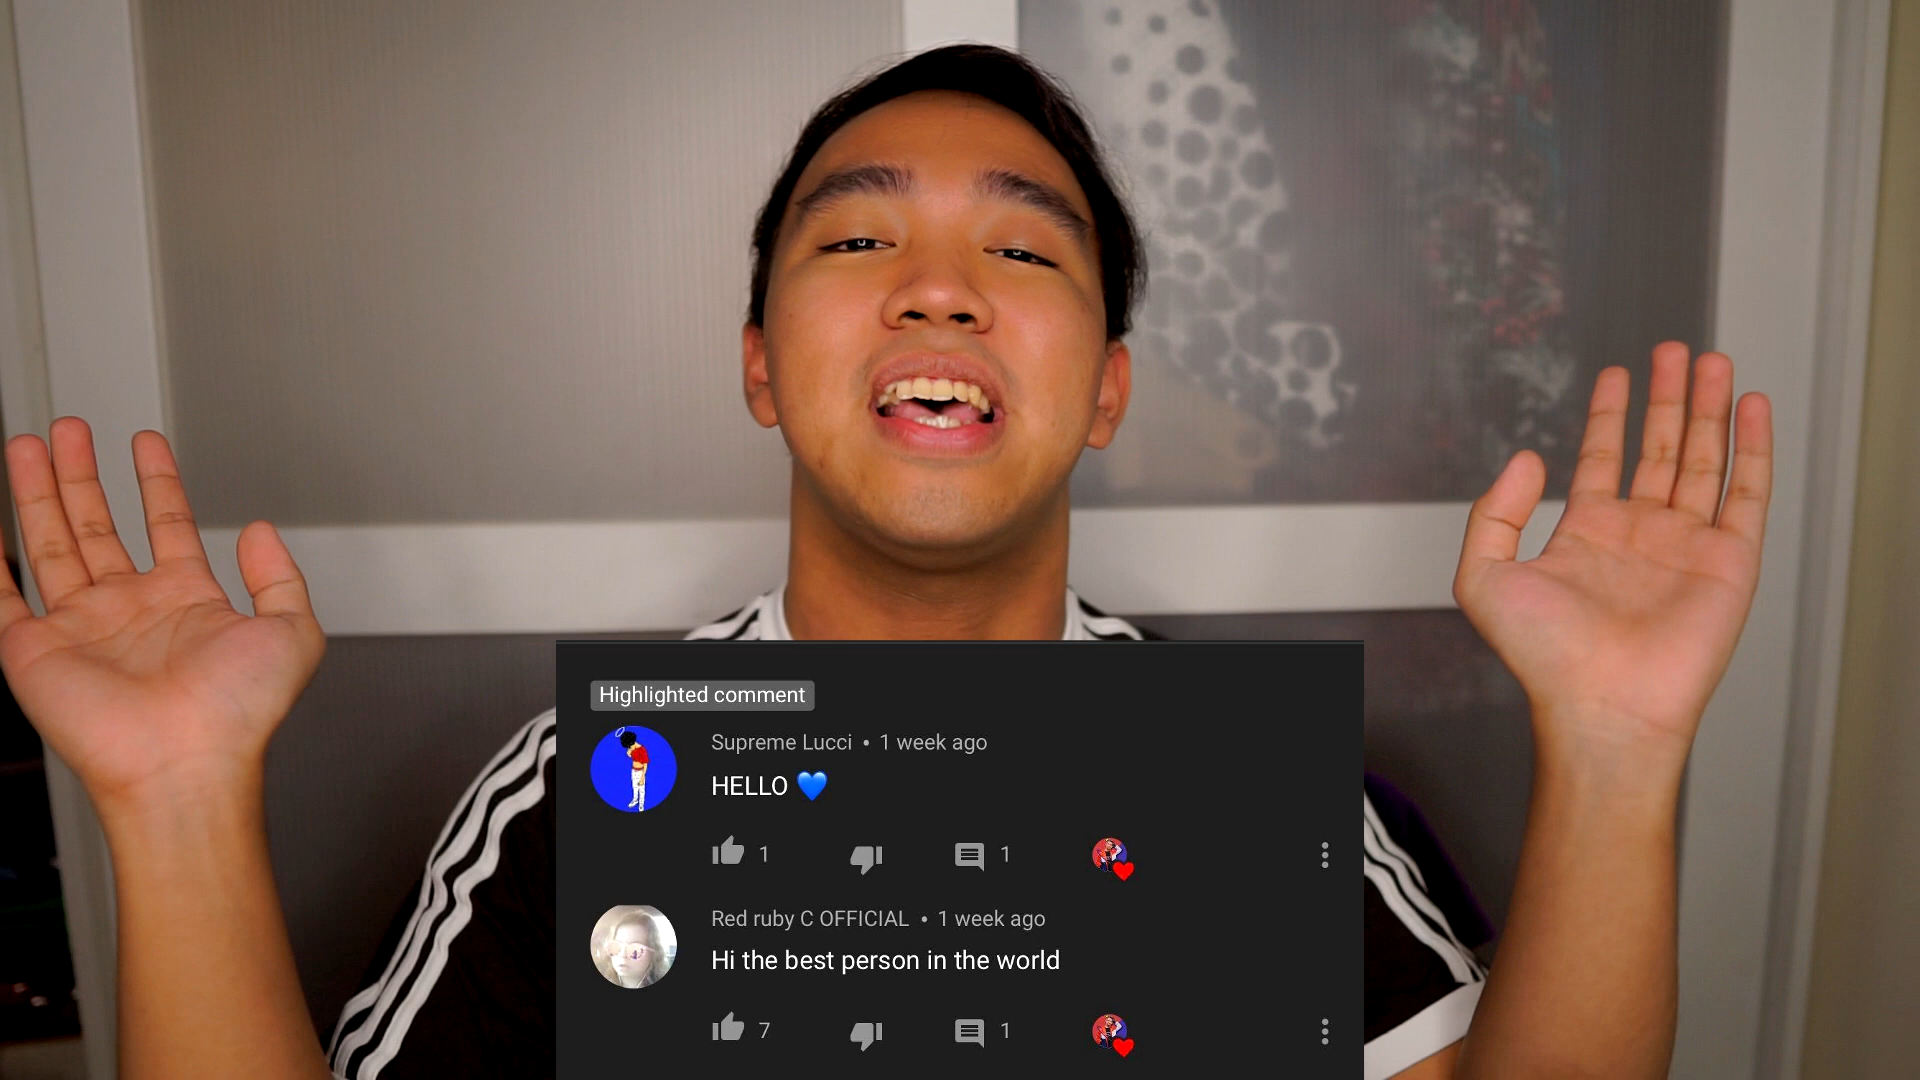 Highlighted comment
Supreme Lucci • 1 week ago
HELLO 💙
1 1
Red ruby C OFFICIAL • 1 week ago
Hi the best person in the world
7 1